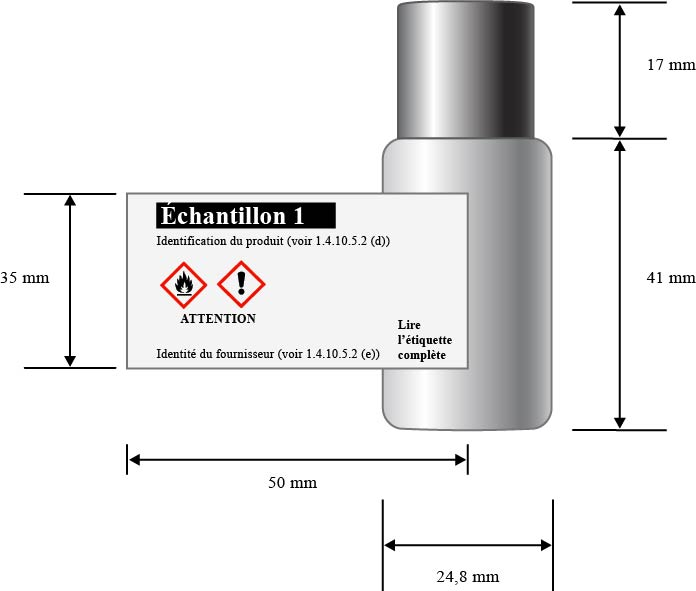 17 mm
Échantillon 1
Identification du produit (voir 1.4.10.5.2 (d))
35 mm
41 mm
ATTENTION
Lire
l’étiquette
complète
Identité du fournisseur (voir 1.4.10.5.2 (e))
50 mm
24,8 mm